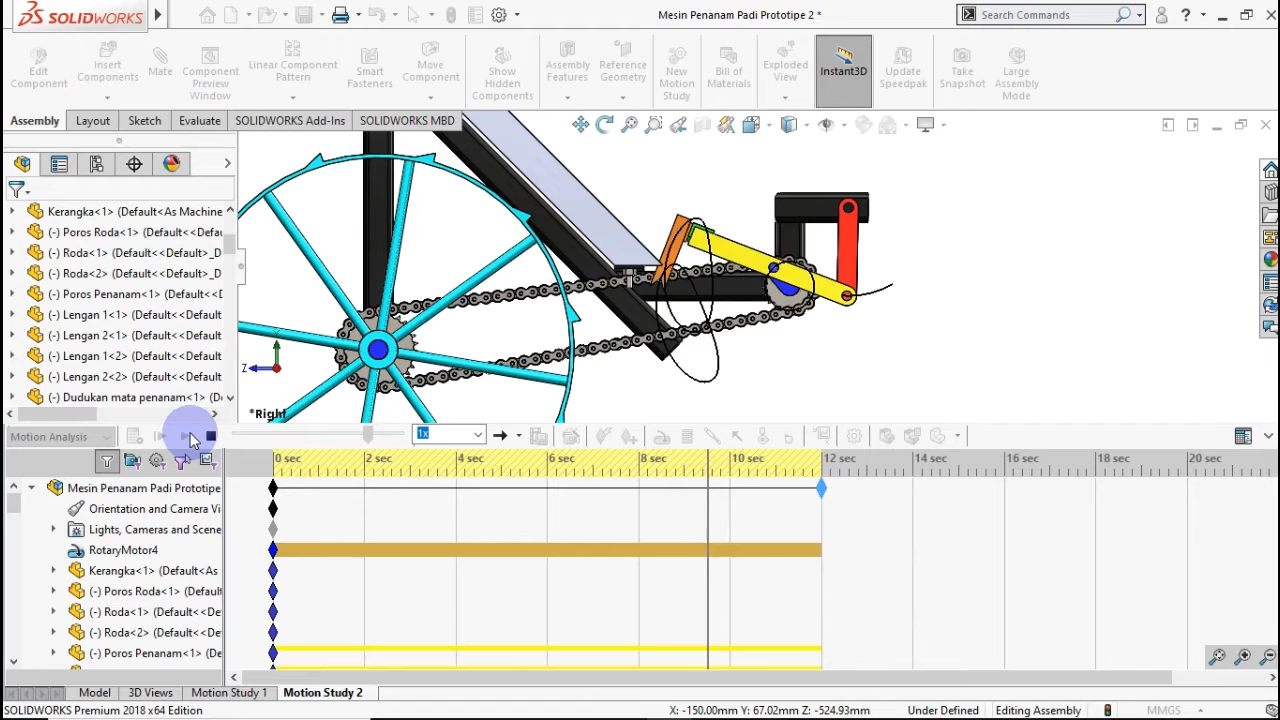 SOLIDWORKS
Mesin Penanam Padi Prototipe 2 *
Search Commands
?
Edit Component
Insert Components
Mate
Component Preview Window
Linear Component Pattern
Smart Fasteners
Move Component
Show Hidden Components
Assembly Features
Reference Geometry
New Motion Study
Bill of Materials
Exploded View
Instant3D
Update Speedpak
Take Snapshot
Large Assembly Mode
Assembly Layout Sketch Evaluate SOLIDWORKS Add-Ins SOLIDWORKS MBD
Kerangka<1> (Default<As Machine
(-) Poros Roda<1> (Default<<Defau
(-) Roda<1> (Default<<Default>_D
(-) Roda<2> (Default<<Default>_D
(-) Poros Penanam<1> (Default<<D
(-) Lengan 1<1> (Default<<Default
(-) Lengan 2<1> (Default<<Default
(-) Lengan 1<2> (Default<<Default
(-) Lengan 2<2> (Default<<Default
(-) Dudukan mata penanam<1> (D
Y
Z
*Right
Motion Analysis
1x
0 sec 2 sec 4 sec 6 sec 8 sec 10 sec 12 sec 14 sec 16 sec 18 sec 20 sec
Mesin Penanam Padi Prototipe
Orientation and Camera Vi
Lights, Cameras and Scene
RotaryMotor4
Kerangka<1> (Default<As
(-) Poros Roda<1> (Default
(-) Roda<1> (Default<<De
(-) Roda<2> (Default<<De
(-) Poros Penanam<1> (De
Model 3D Views Motion Study 1 Motion Study 2
SOLIDWORKS Premium 2018 x64 Edition
X: -150.00mm Y: 67.02mm Z: -524.93mm Under Defined Editing Assembly MMGS